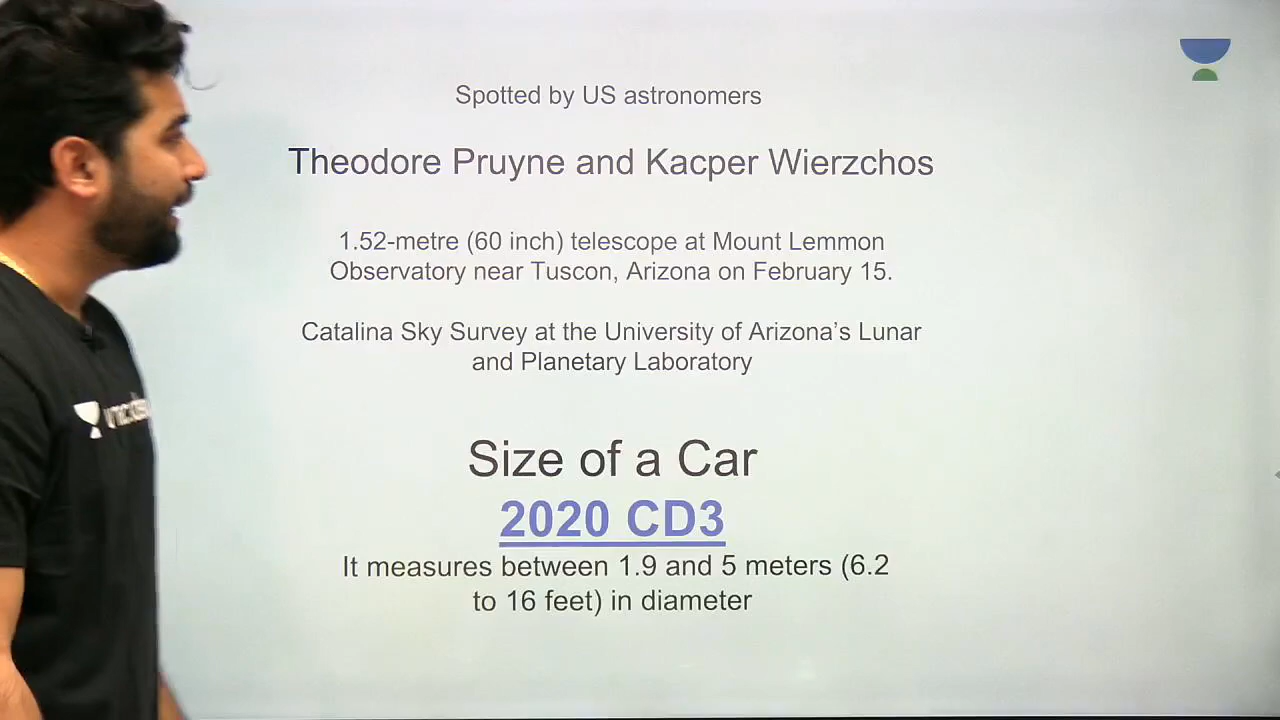 Spotted by US astronomers
Theodore Pruyne and Kacper Wierzchos
1.52-metre (60 inch) telescope at Mount Lemmon
Observatory near Tuscon, Arizona on February 15.
Catalina Sky Survey at the University of Arizona’s Lunar
and Planetary Laboratory
Size of a Car
2020 CD3
It measures between 1.9 and 5 meters (6.2
to 16 feet) in diameter